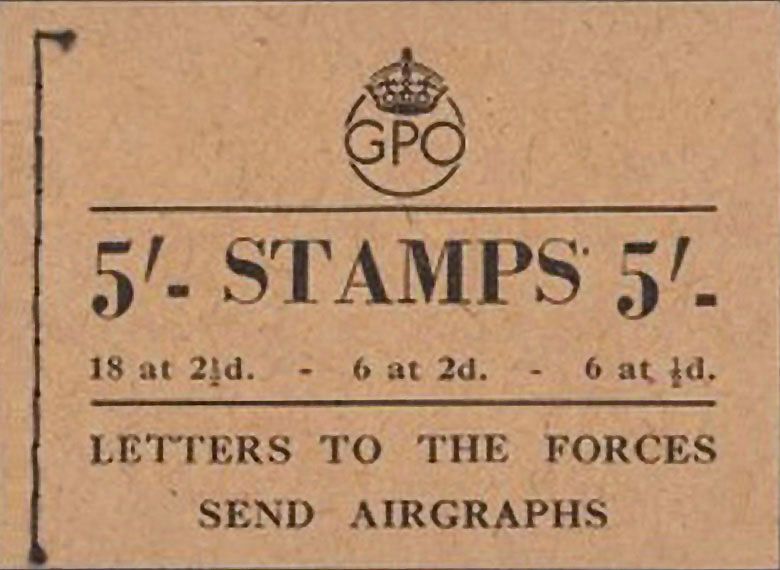 GPO
5/- STAMPS 5/-
18 at 2½d. - 6 at 2d. - 6 at ½d.
LETTERS TO THE FORCES
SEND AIRGRAPHS